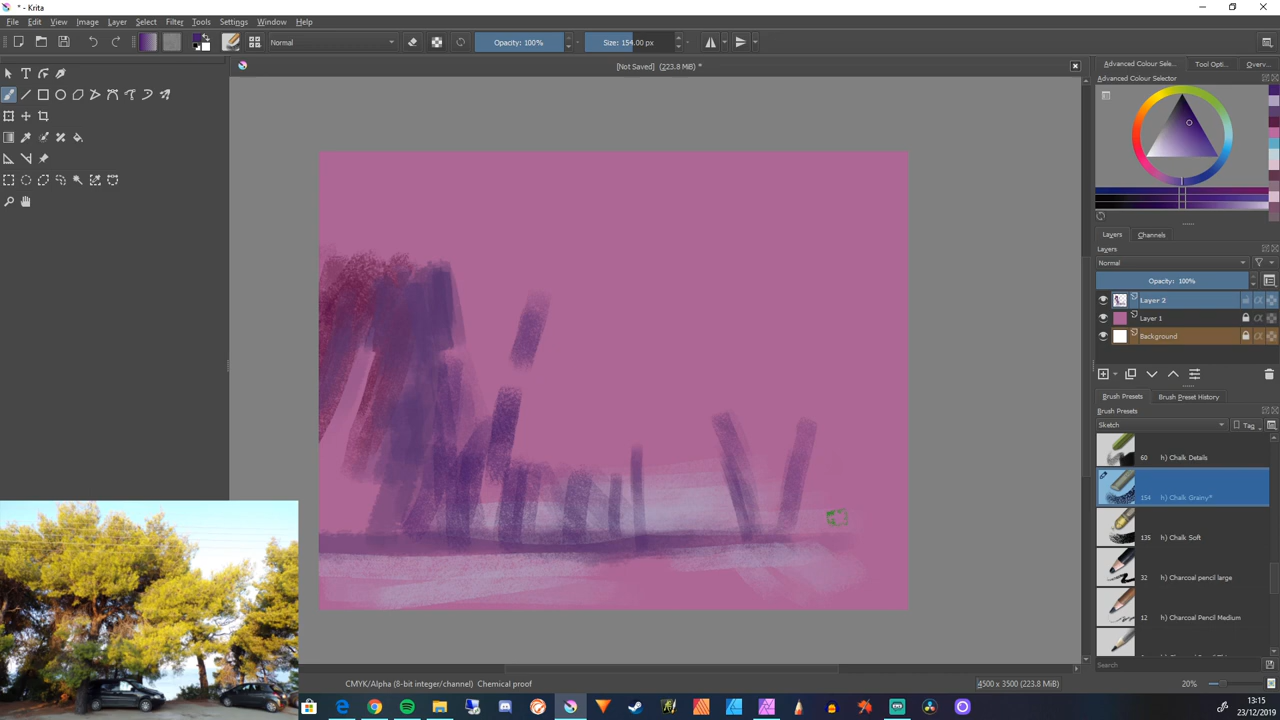 * - Krita
File Edit View Image Layer Select Filter Tools Settings Window Help
Normal Opacity: 100% Size: 154.00 px
[Not Saved] (223.8 MiB) *
Advanced Colour Sele... Tool Opti... Overv...
Advanced Colour Selector
Layers Channels
Layers
Normal
Opacity: 100%
Layer 2
Layer 1
Background
Brush Presets Brush Preset History
Brush Presets
Sketch Tag
60 h) Chalk Details
154 h) Chalk Grainy*
135 h) Chalk Soft
32 h) Charcoal pencil large
12 h) Charcoal Pencil Medium
Search
CMYK/Alpha (8-bit integer/channel) Chemical proof 4500 x 3500 (223.8 MiB) 20%
13:15
23/12/2019